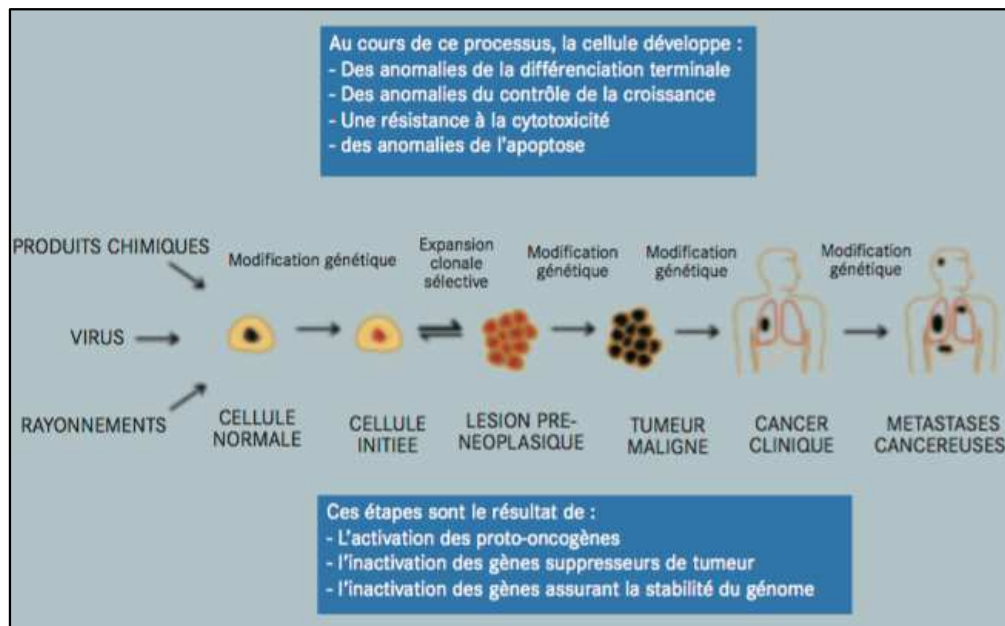 Au cours de ce processus, la cellule développe :
- Des anomalies de la différenciation terminale
- Des anomalies du contrôle de la croissance
- Une résistance à la cytotoxicité
- des anomalies de l'apoptose
PRODUITS CHIMIQUES
VIRUS
RAYONNEMENTS
Modification génétique
Expansion
clonale
sélective
Modification
génétique
Modification
génétique
Modification
génétique
CELLULE
NORMALE
CELLULE
INITIEE
LESION PRE-
NEOPLASIQUE
TUMEUR
MALIGNE
CANCER
CLINIQUE
METASTASES
CANCEREUSES
Ces étapes sont le résultat de :
- L'activation des proto-oncogènes
- l'inactivation des gènes suppresseurs de tumeur
- l'inactivation des gènes assurant la stabilité du génome